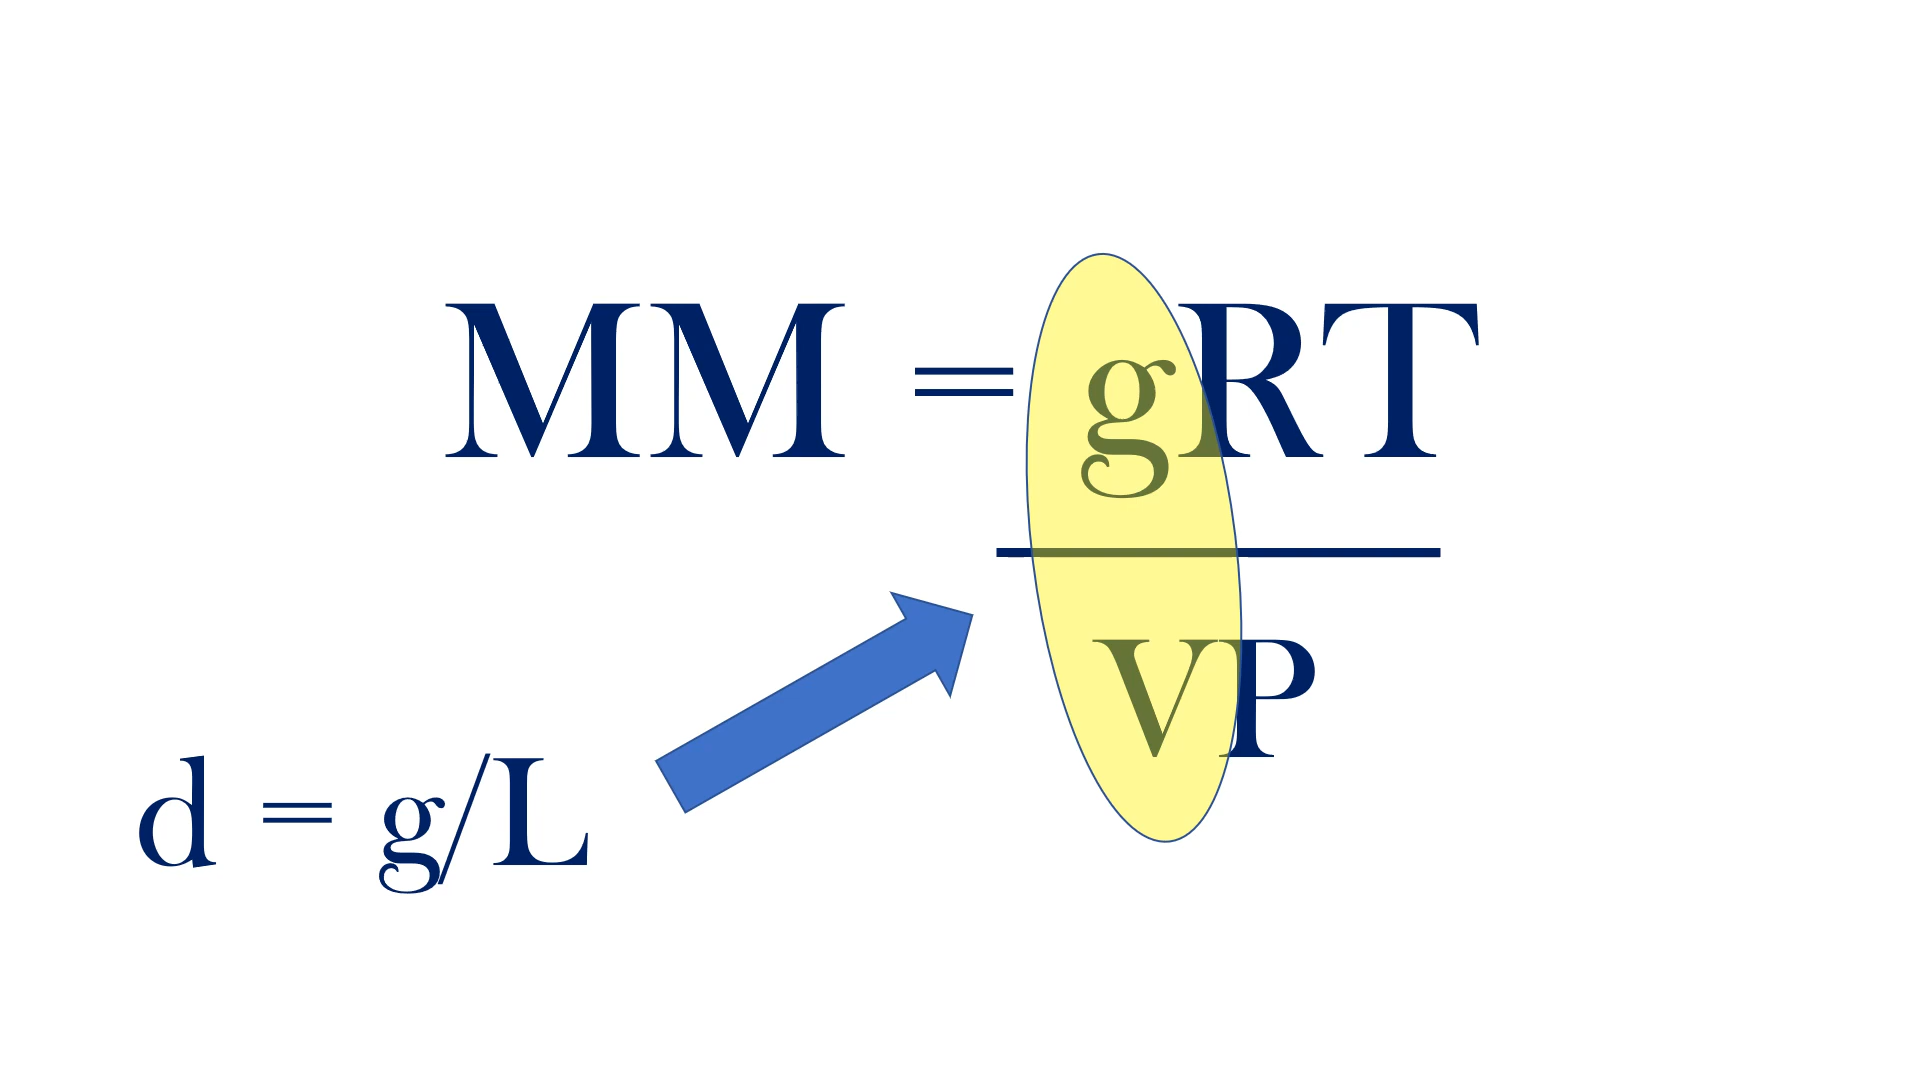 MM = gRT
VP
d = g/L